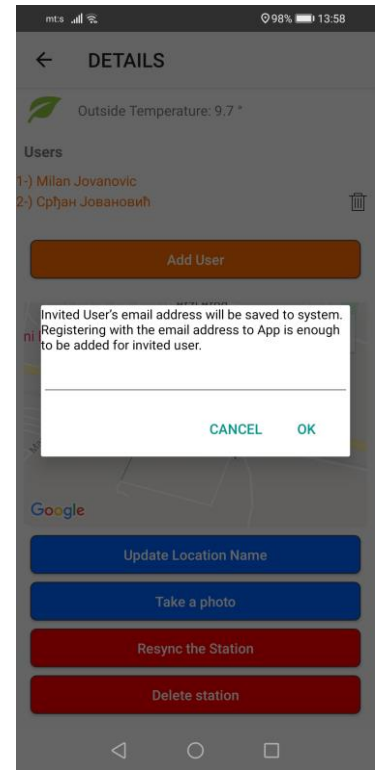 mt:s 98% 13:58
DETAILS
Outside Temperature: 9.7 °
Users
1-) Milan Jovanovic
2-) Срђан Јовановић
Add User
Invited User's email address will be saved to system.
Registering with the email address to App is enough
to be added for invited user.
CANCEL OK
Google
Update Location Name
Take a photo
Resync the Station
Delete station